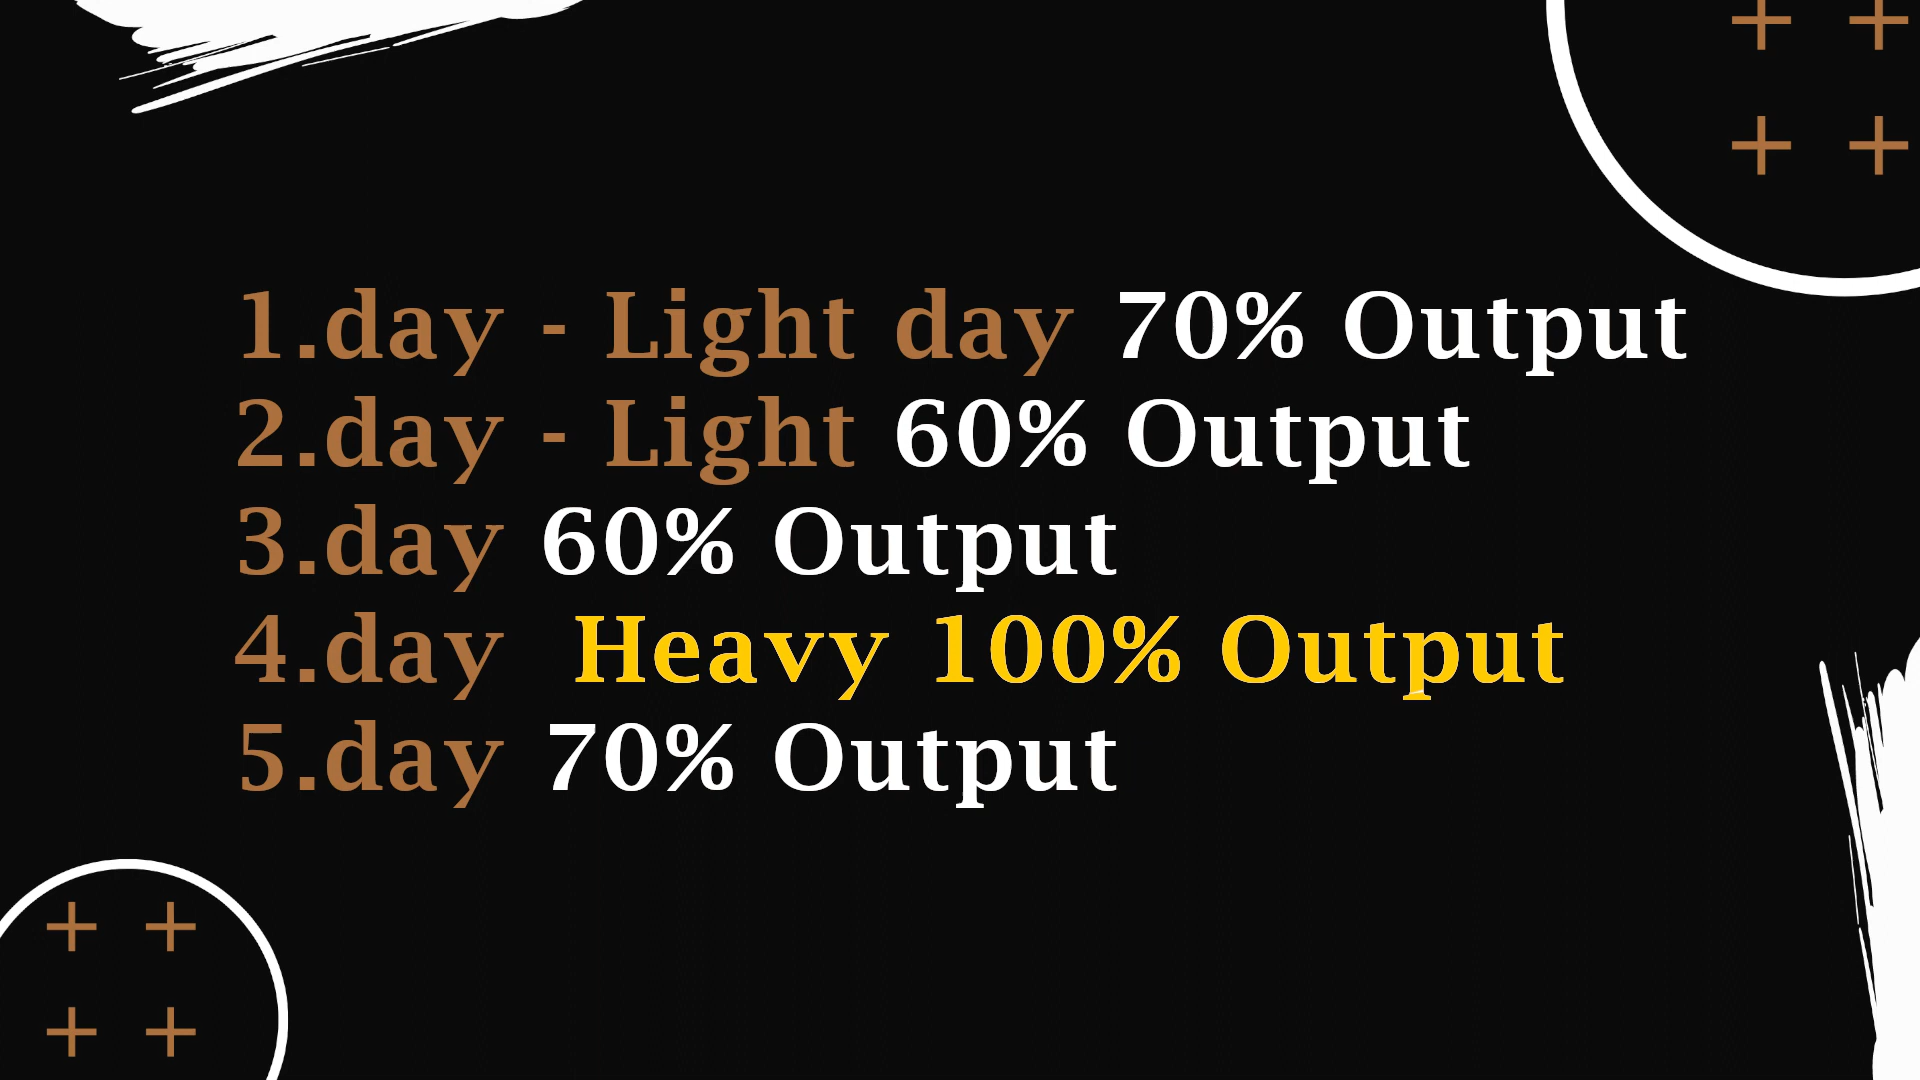 1.day - Light day 70% Output
2.day - Light 60% Output
3.day 60% Output
4.day Heavy 100% Output
5.day 70% Output